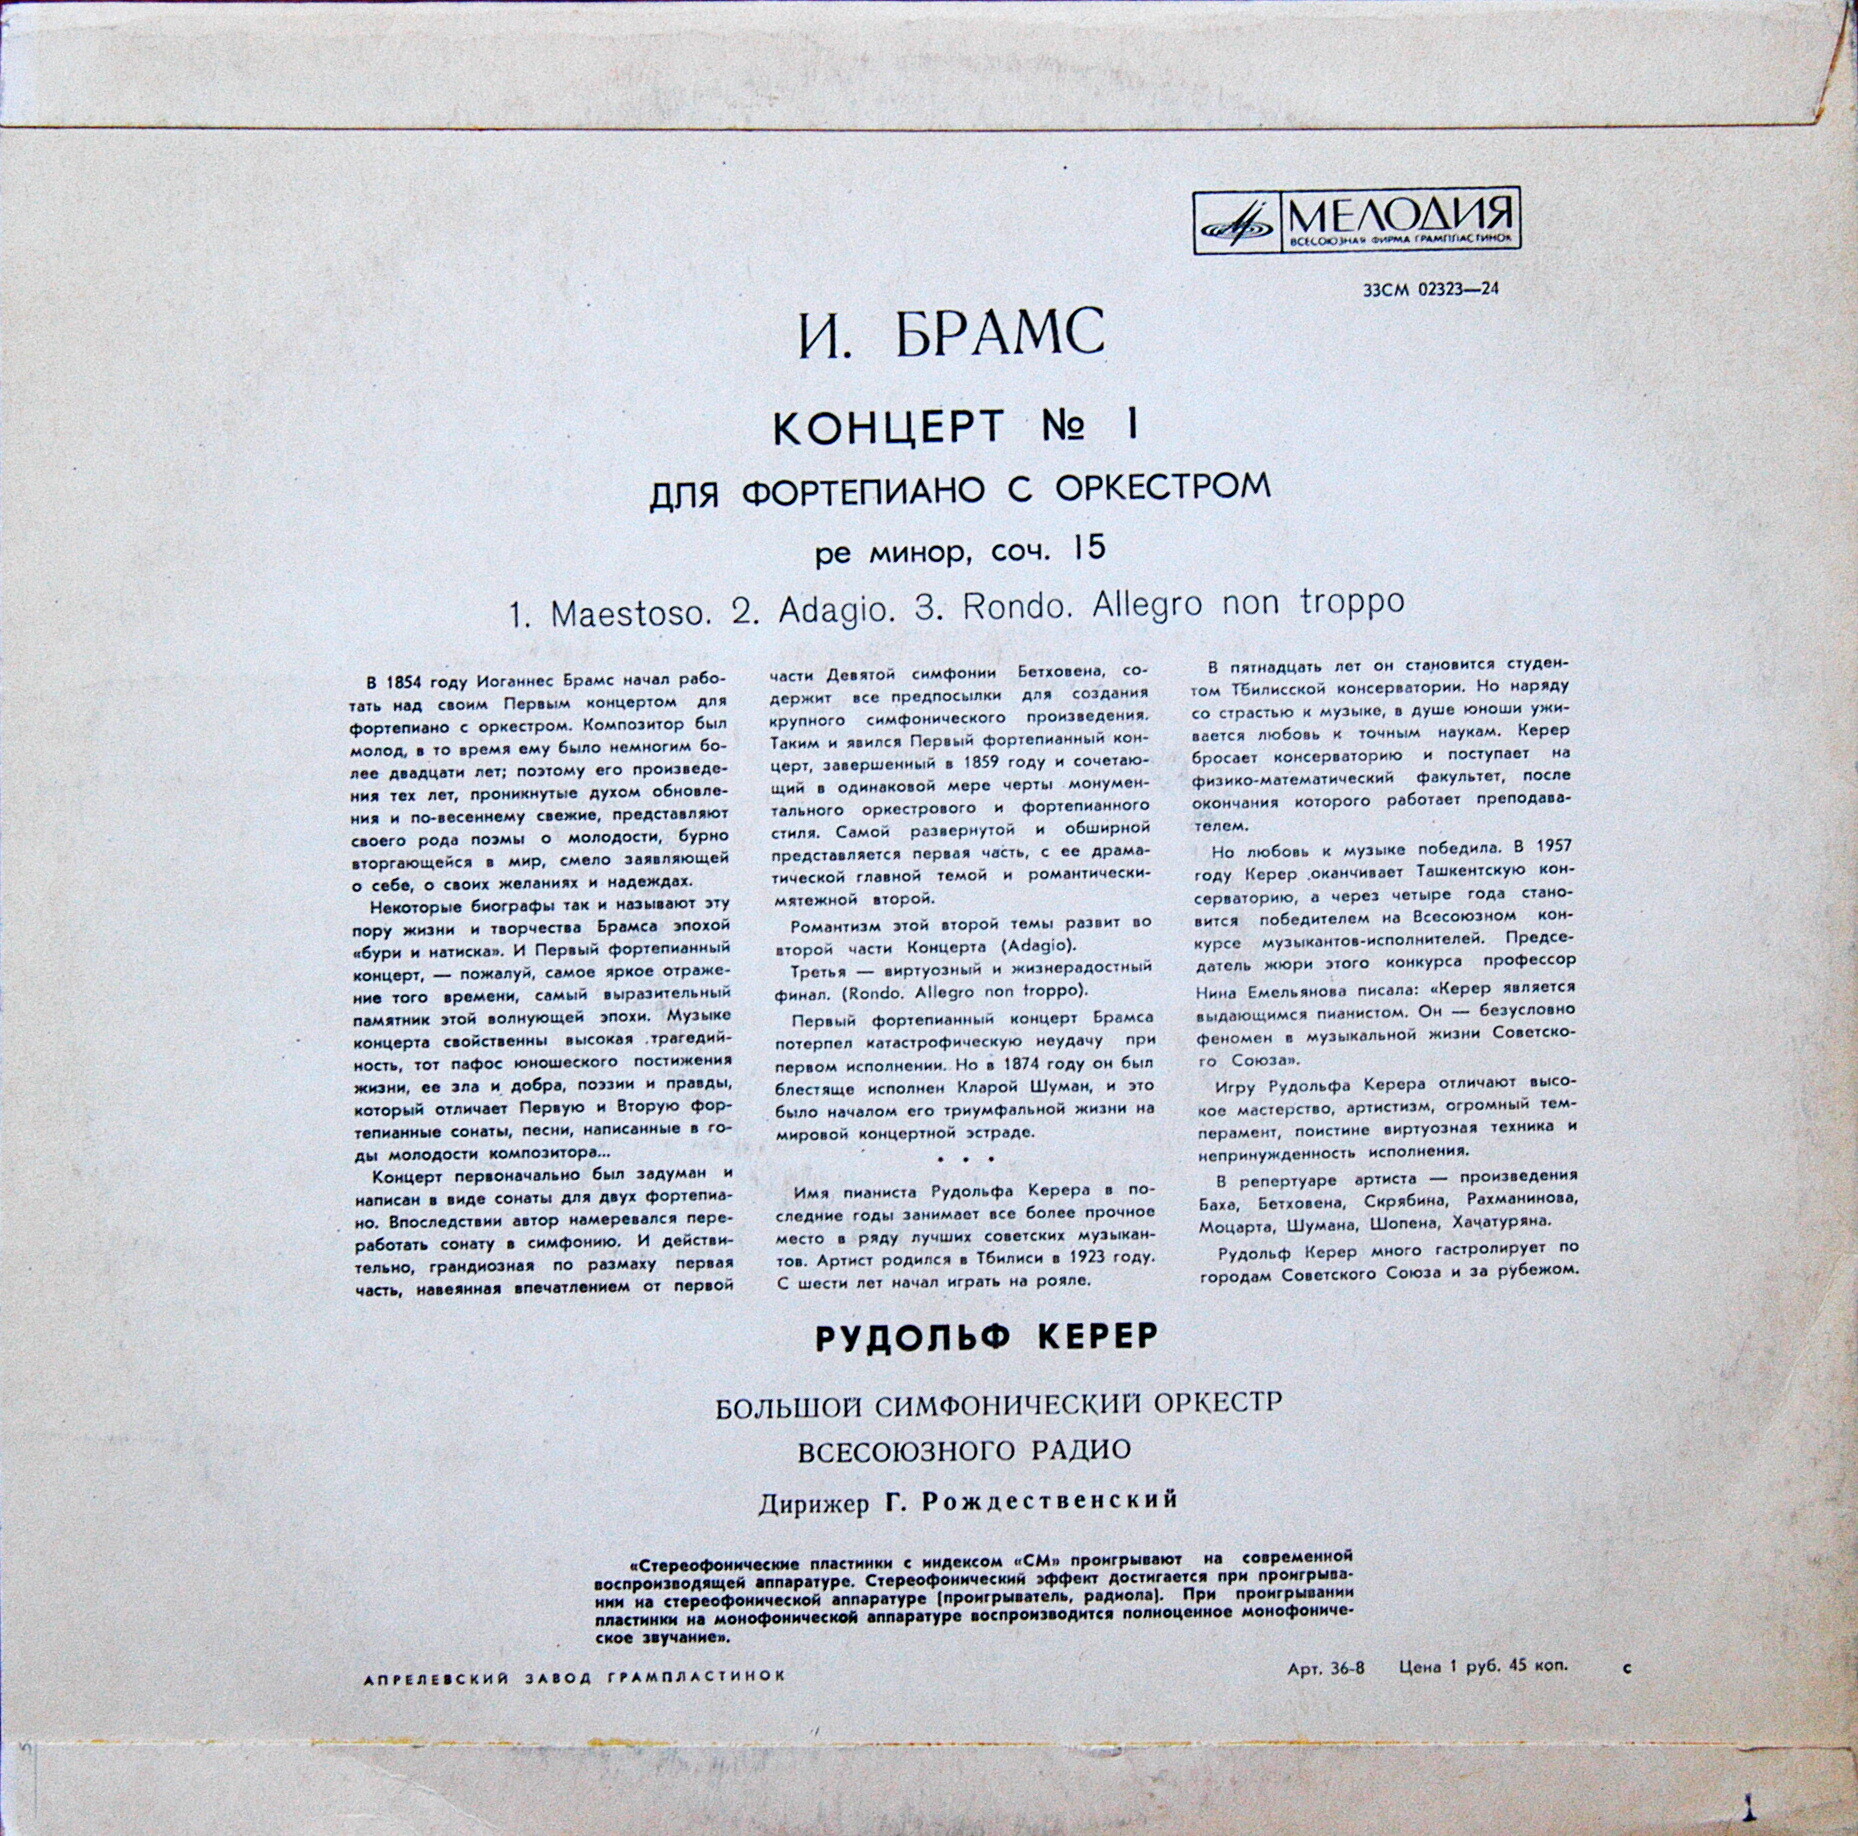 МЕЛОДИЯ
ВСЕСОЮЗНАЯ ФИРМА ГРАМПЛАСТИНОК
33СМ 02323—24
И. БРАМС
КОНЦЕРТ № 1
ДЛЯ ФОРТЕПИАНО С ОРКЕСТРОМ
ре минор, соч. 15
1. Maestoso. 2. Adagio. 3. Rondo. Allegro non troppo
В 1854 году Иоганнес Брамс начал рабо-
тать над своим Первым концертом для
фортепиано с оркестром. Композитор был
молод, в то время ему было немногим бо-
лее двадцати лет; поэтому его произведе-
ния тех лет, проникнутые духом обновле-
ния и по-весеннему свежие, представляют
своего рода поэмы о молодости, бурно
вторгающейся в мир, смело заявляющей
о себе, о своих желаниях и надеждах.
Некоторые биографы так и называют эту
пору жизни и творчества Брамса эпохой
«бури и натиска». И Первый фортепианный
концерт, — пожалуй, самое яркое отраже-
ние того времени, самый выразительный
памятник этой волнующей эпохи. Музыке
концерта свойственны высокая трагедий-
ность, тот пафос юношеского постижения
жизни, ее зла и добра, поэзии и правды,
который отличает Первую и Вторую фор-
тепианные сонаты, песни, написанные в го-
ды молодости композитора...
Концерт первоначально был задуман и
написан в виде сонаты для двух фортепиа-
но. Впоследствии автор намеревался пере-
работать сонату в симфонию. И действи-
тельно, грандиозная по размаху первая
часть, навеянная впечатлением от первой
части Девятой симфонии Бетховена, со-
держит все предпосылки для создания
крупного симфонического произведения.
Таким и явился Первый фортепианный кон-
церт, завершенный в 1859 году и сочетаю-
щий в одинаковой мере черты монумен-
тального оркестрового и фортепианного
стиля. Самой развернутой и обширной
представляется первая часть, с ее драма-
тической главной темой и романтически-
мятежной второй.
Романтизм этой второй темы развит во
второй части Концерта (Adagio).
Третья — виртуозный и жизнерадостный
финал. (Rondo. Allegro non troppo).
Первый фортепианный концерт Брамса
потерпел катастрофическую неудачу при
первом исполнении. Но в 1874 году он был
блестяще исполнен Кларой Шуман, и это
было началом его триумфальной жизни на
мировой концертной эстраде.
• • •
Имя пианиста Рудольфа Керера в по-
следние годы занимает все более прочное
место в ряду лучших советских музыкан-
тов. Артист родился в Тбилиси в 1923 году.
С шести лет начал играть на рояле.
В пятнадцать лет он становится студен-
том Тбилисской консерватории. Но наряду
со страстью к музыке, в душе юноши ужи-
вается любовь к точным наукам. Керер
бросает консерваторию и поступает на
физико-математический факультет, после
окончания которого работает преподава-
телем.
Но любовь к музыке победила. В 1957
году Керер оканчивает Ташкентскую кон-
серваторию, а через четыре года стано-
вится победителем на Всесоюзном кон-
курсе музыкантов-исполнителей. Предсе-
датель жюри этого конкурса профессор
Нина Емельянова писала: «Керер является
выдающимся пианистом. Он — безусловно
феномен в музыкальной жизни Советско-
го Союза».
Игру Рудольфа Керера отличают высо-
кое мастерство, артистизм, огромный тем-
перамент, поистине виртуозная техника и
непринужденность исполнения.
В репертуаре артиста — произведения
Баха, Бетховена, Скрябина, Рахманинова,
Моцарта, Шумана, Шопена, Хачатуряна.
Рудольф Керер много гастролирует по
городам Советского Союза и за рубежом.
РУДОЛЬФ КЕРЕР
БОЛЬШОЙ СИМФОНИЧЕСКИЙ ОРКЕСТР
ВСЕСОЮЗНОГО РАДИО
Дирижер Г. Рождественский
«Стереофонические пластинки с индексом «СМ» проигрывают на современной
воспроизводящей аппаратуре. Стереофонический эффект достигается при проигрыва-
нии на стереофонической аппаратуре (проигрыватель, радиола). При проигрывании
пластинки на монофонической аппаратуре воспроизводится полноценное монофониче-
ское звучание».
АПРЕЛЕВСКИЙ ЗАВОД ГРАМПЛАСТИНОК
Арт. 36-8 Цена 1 руб. 45 коп. с
1